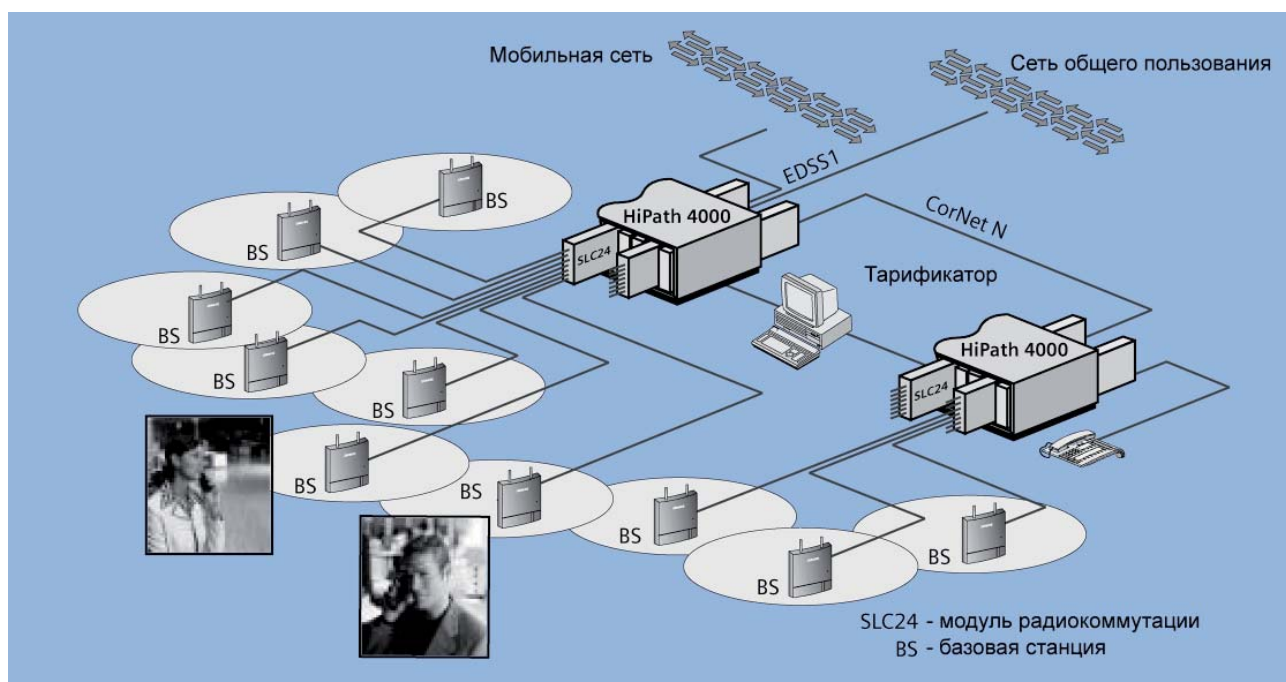 Мобильная сеть
Сеть общего пользования
EDSS1
BS
BS
HiPath 4000
SLC24
CorNet N
Тарификатор
BS
BS
BS
HiPath 4000
SLC24
BS
BS
BS
BS
BS
SLC24 - модуль радиокоммутации
BS - базовая станция